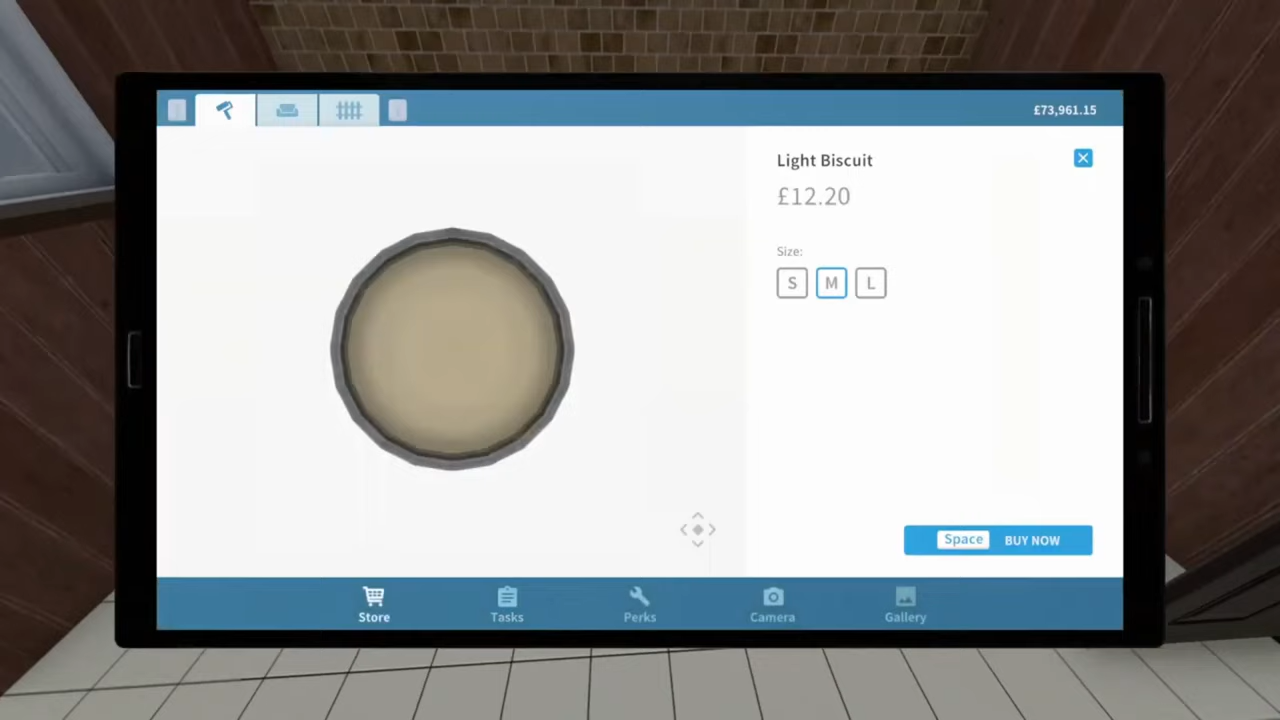 £73,961.15
Light Biscuit
£12.20
Size:
S M L
Space BUY NOW
Store Tasks Perks Camera Gallery